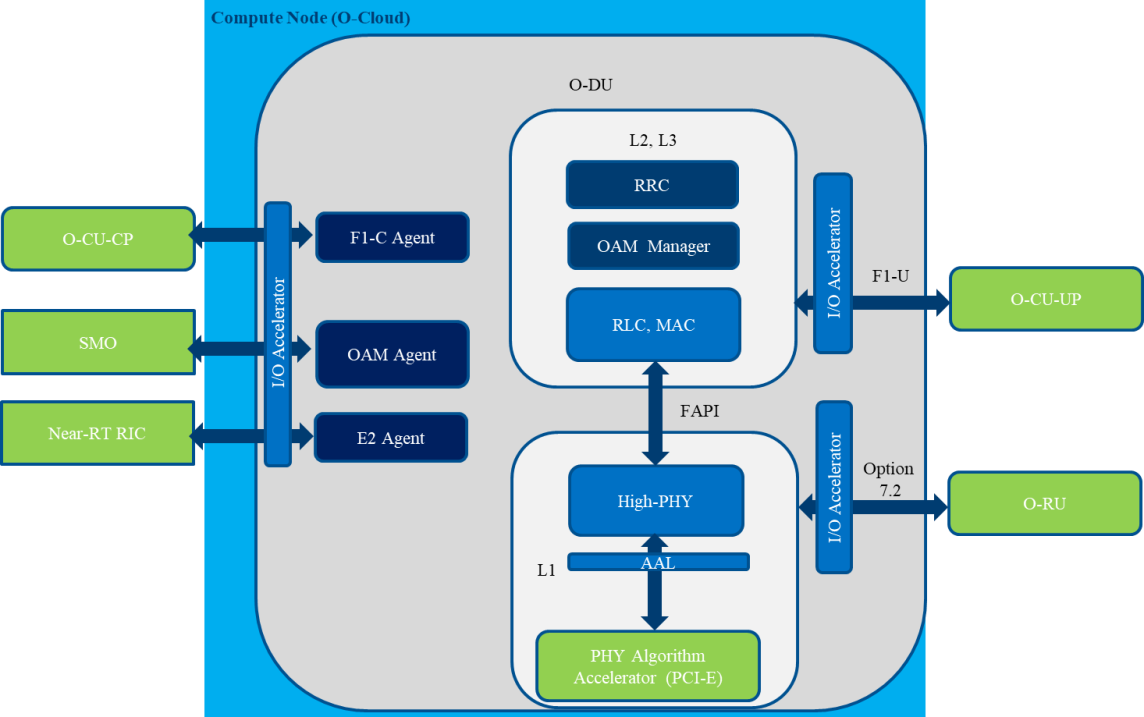 Compute Node (O-Cloud)
O-DU
L2, L3
RRC
OAM Manager
RLC, MAC
FAPI
High-PHY
AAL
L1
PHY Algorithm
Accelerator (PCI-E)
O-CU-CP
SMO
Near-RT RIC
I/O Accelerator
F1-C Agent
OAM Agent
E2 Agent
I/O Accelerator
F1-U
O-CU-UP
I/O Accelerator
Option
7.2
O-RU